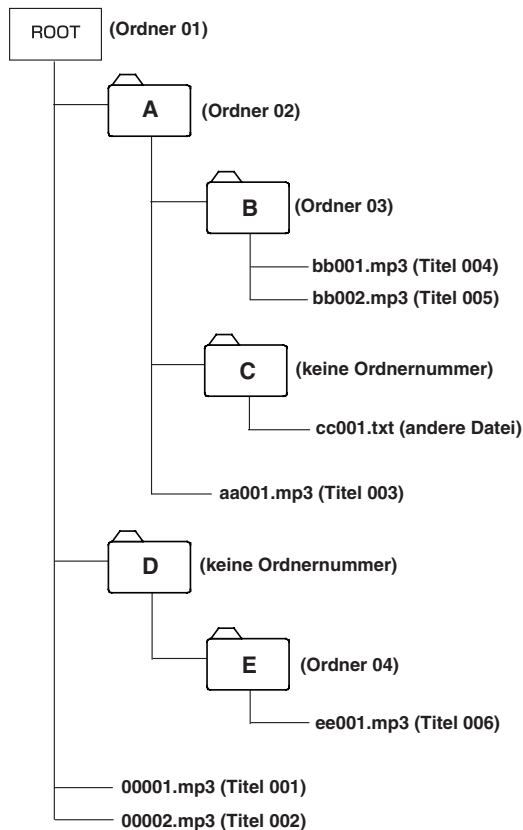 ROOT (Ordner 01)
A (Ordner 02)
B (Ordner 03)
bb001.mp3 (Titel 004)
bb002.mp3 (Titel 005)
C (keine Ordnernummer)
cc001.txt (andere Datei)
aa001.mp3 (Titel 003)
D (keine Ordnernummer)
E (Ordner 04)
ee001.mp3 (Titel 006)
00001.mp3 (Titel 001)
00002.mp3 (Titel 002)